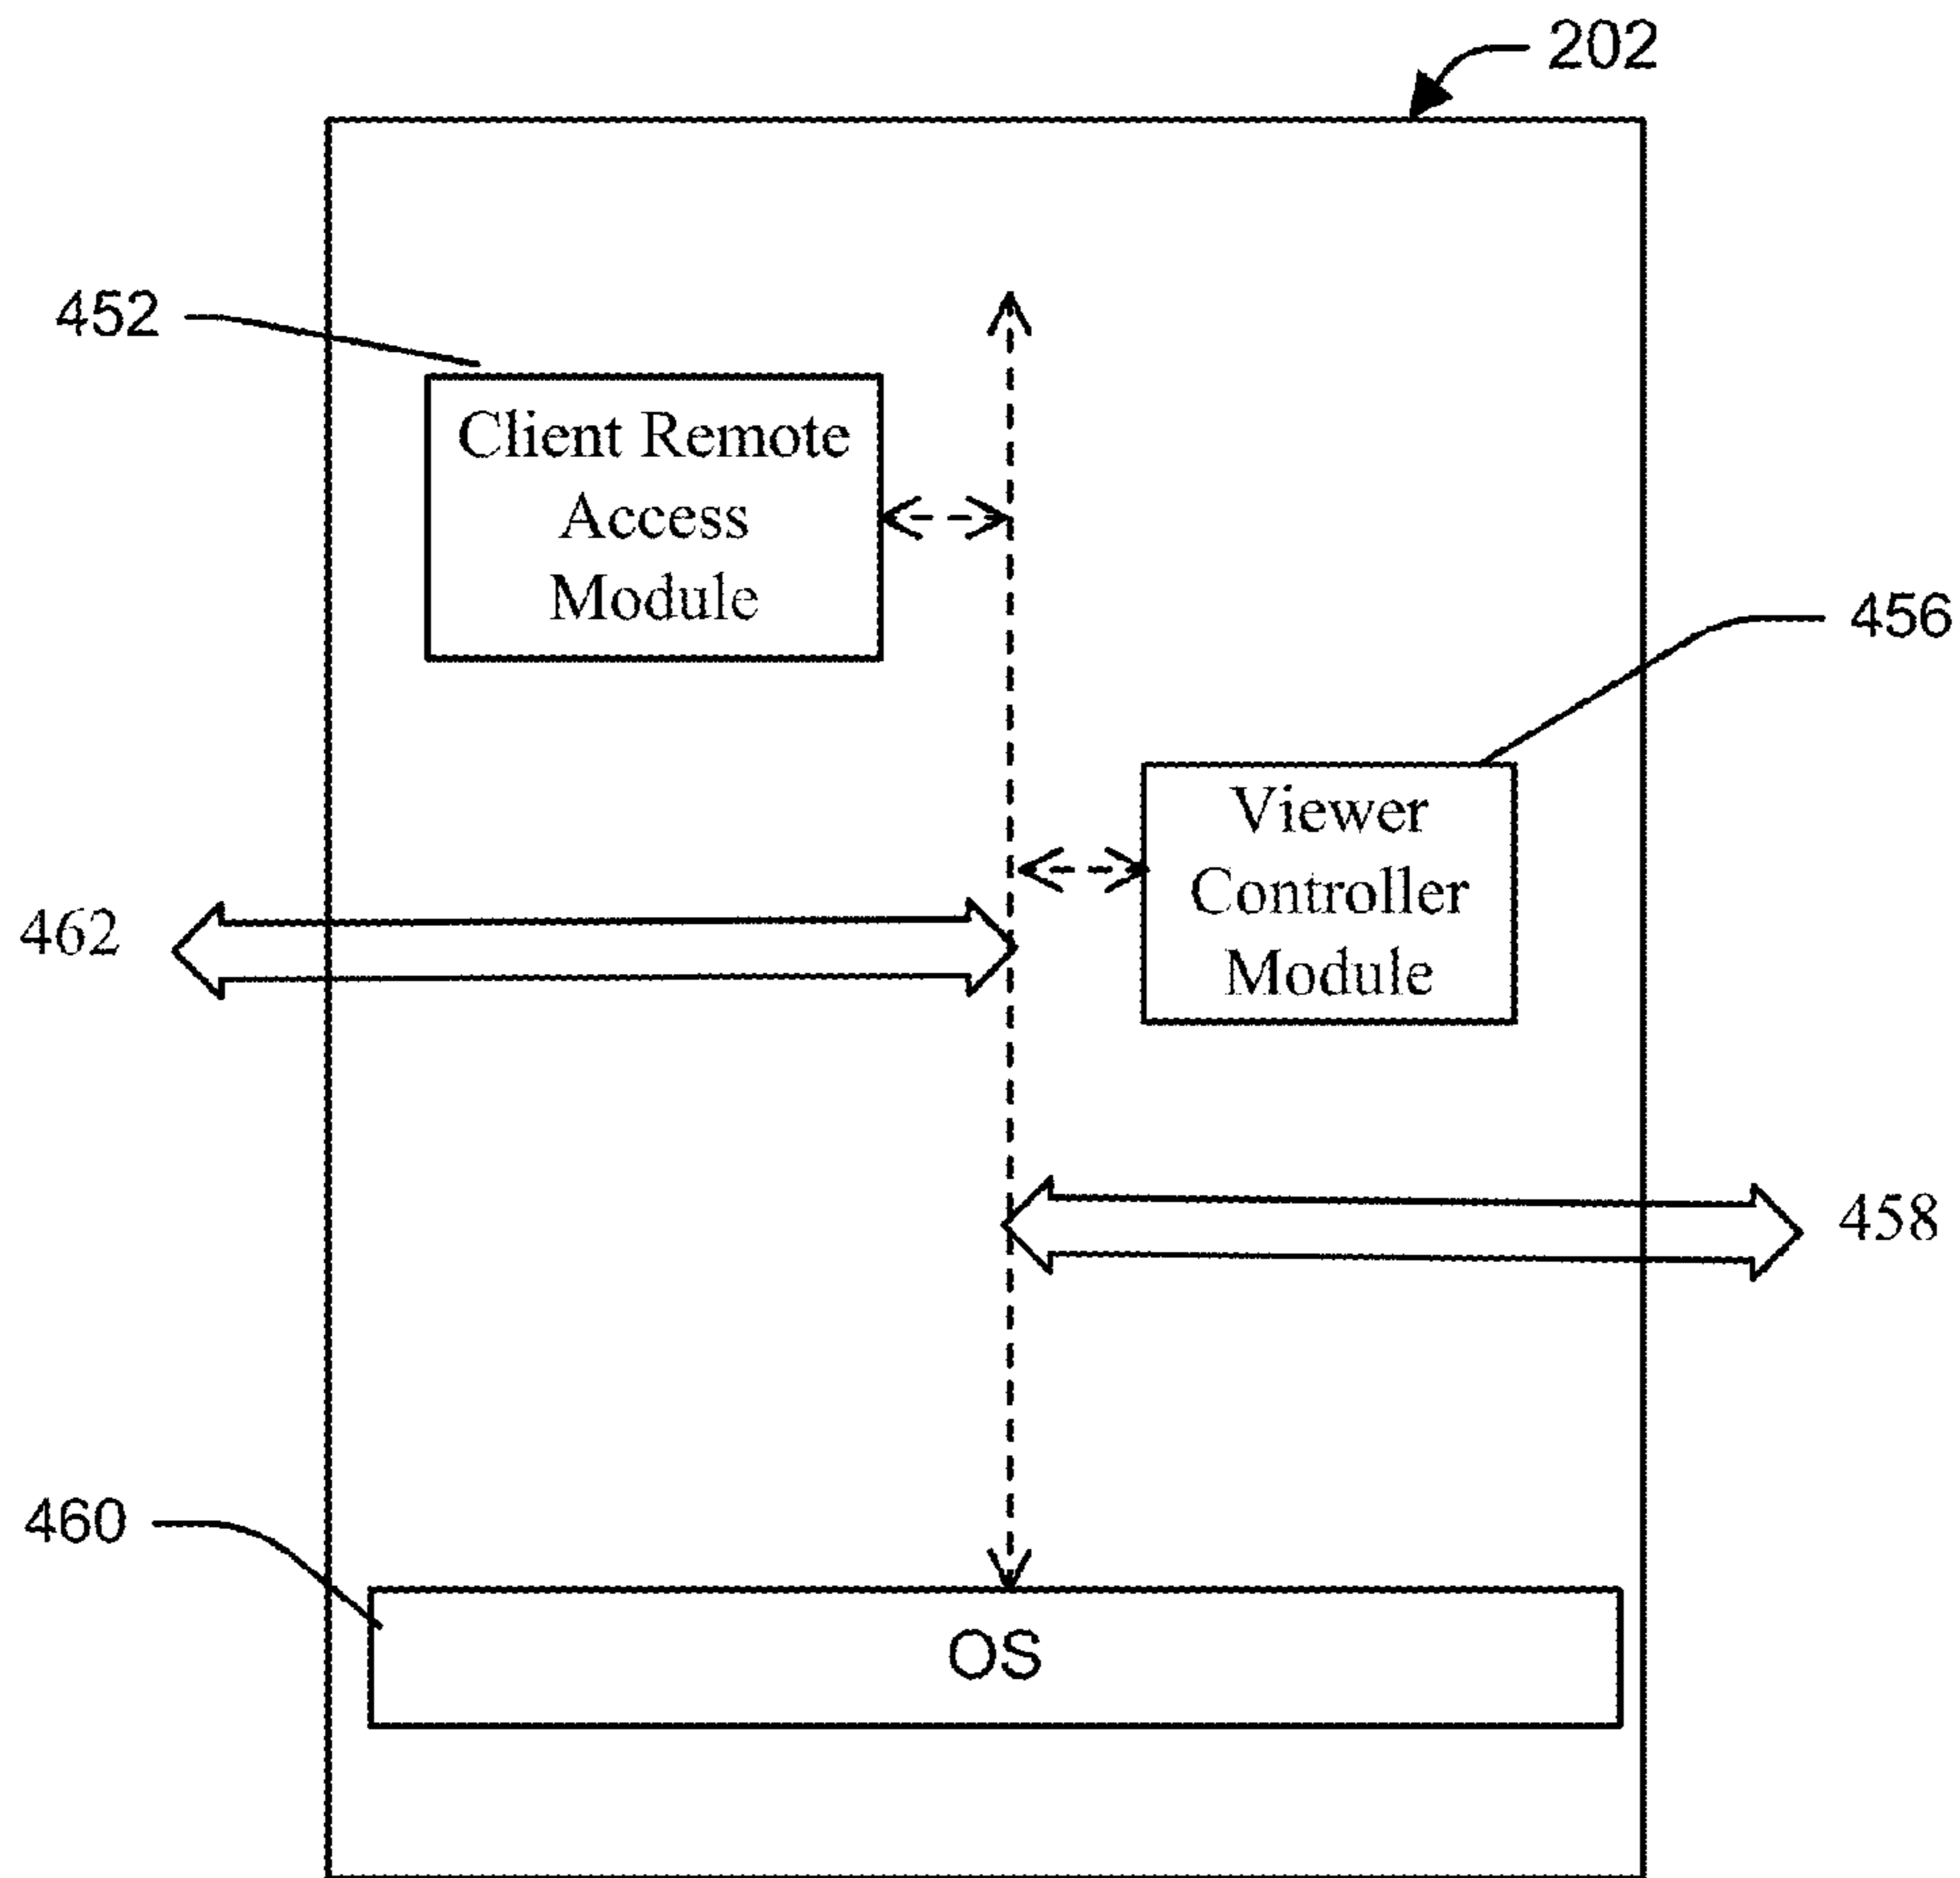 202
452
Client Remote
Access
Module
456
Viewer
Controller
Module
462
458
460
OS